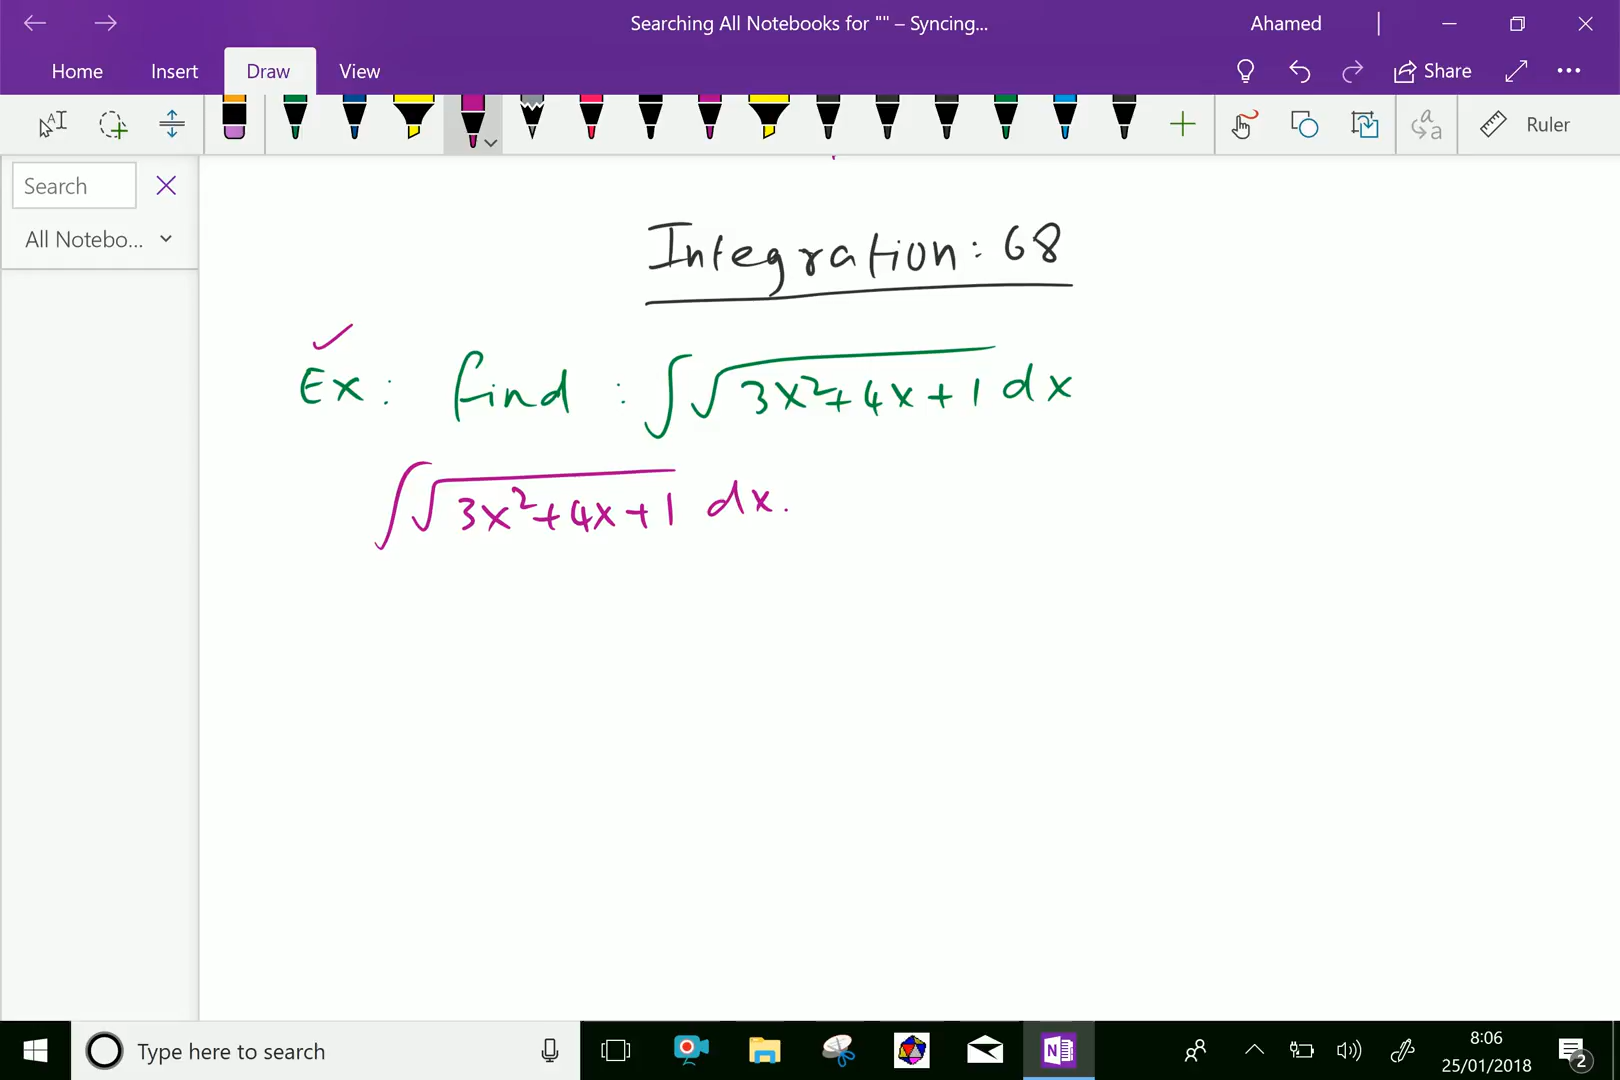 Searching All Notebooks for "" – Syncing...
Ahamed
Home Insert Draw View
Share
Ruler
Search
All Notebo...
Integration: 68
Ex: find : ∫√3x²+4x+1 dx
∫√3x²+4x+1 dx.
Type here to search
8:06
25/01/2018
2